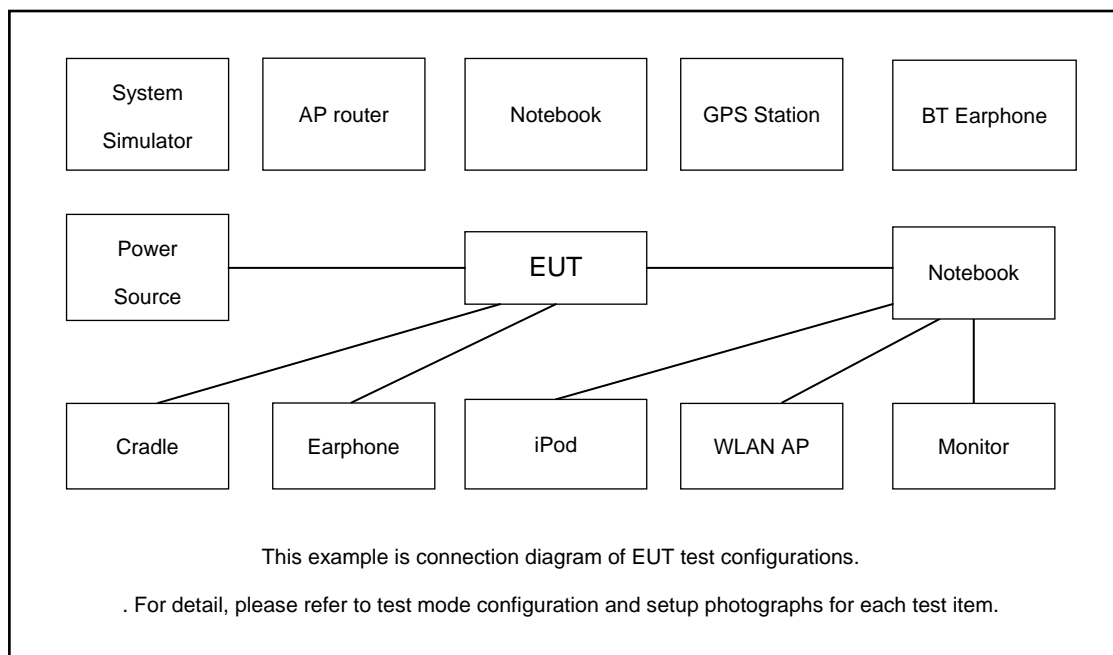 System
Simulator
AP router
Notebook
GPS Station
BT Earphone
Power
Source
EUT
Notebook
Cradle
Earphone
iPod
WLAN AP
Monitor
This example is connection diagram of EUT test configurations.
. For detail, please refer to test mode configuration and setup photographs for each test item.